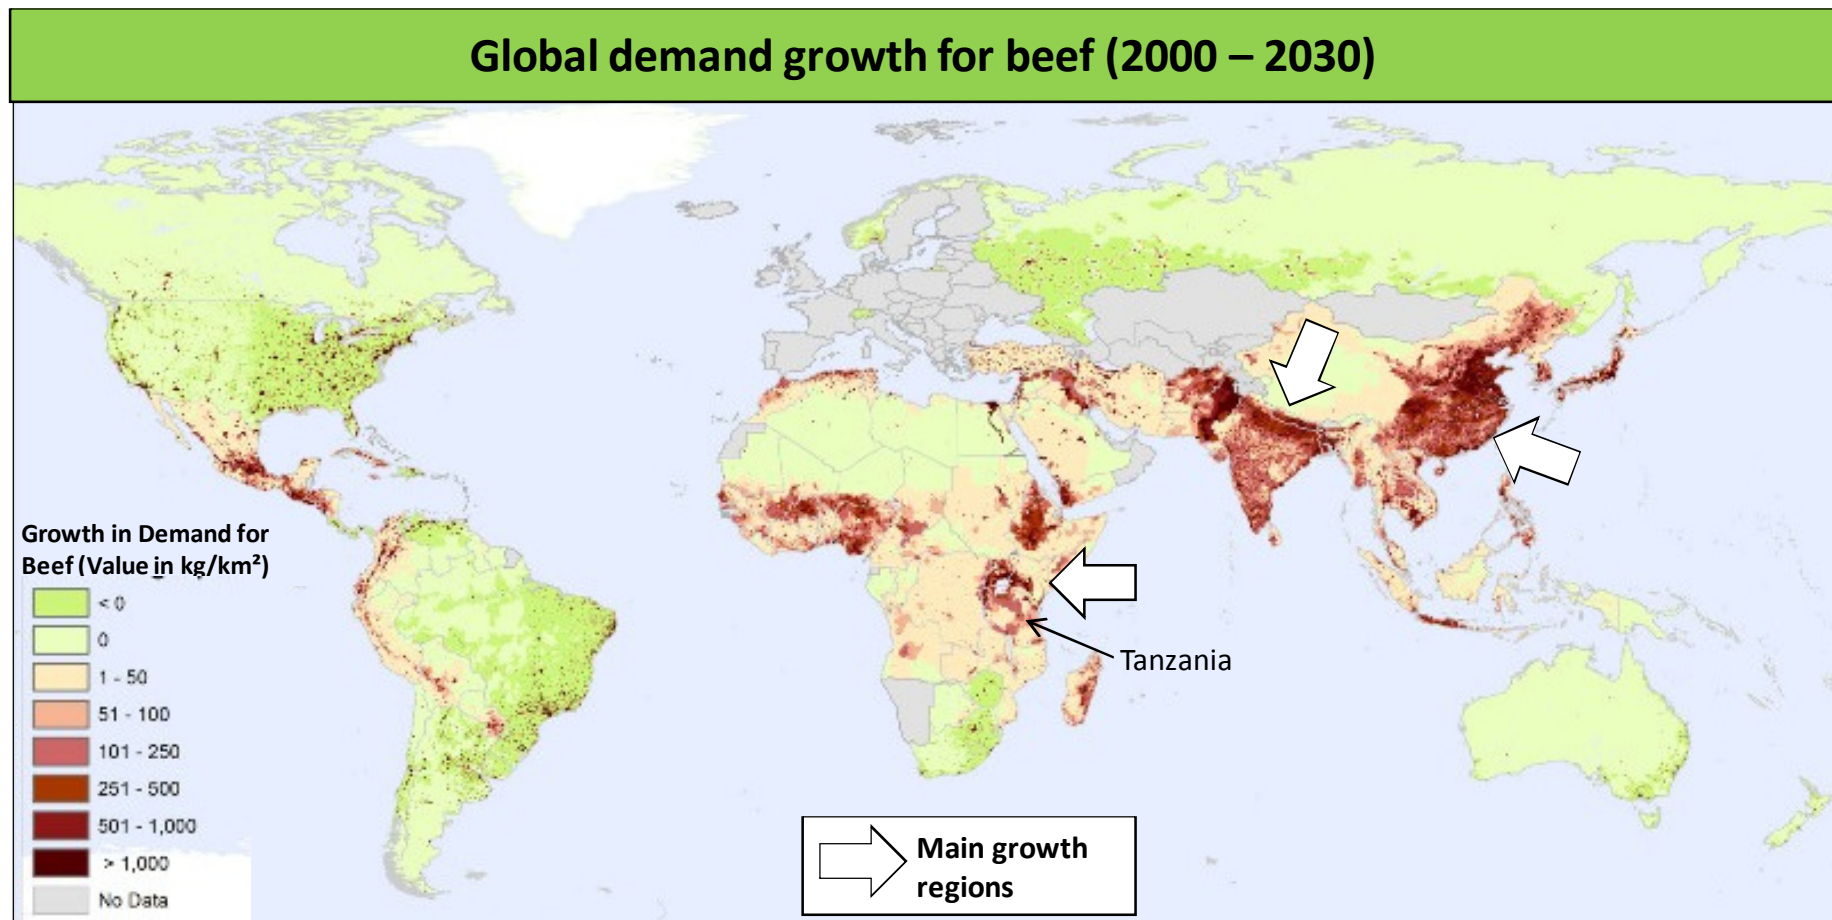 Global demand growth for beef (2000 – 2030)
Growth in Demand for
Beef (Value in kg/km²)
< 0
0
1 - 50
51 - 100
101 - 250
251 - 500
501 - 1,000
> 1,000
No Data
Tanzania
Main growth
regions